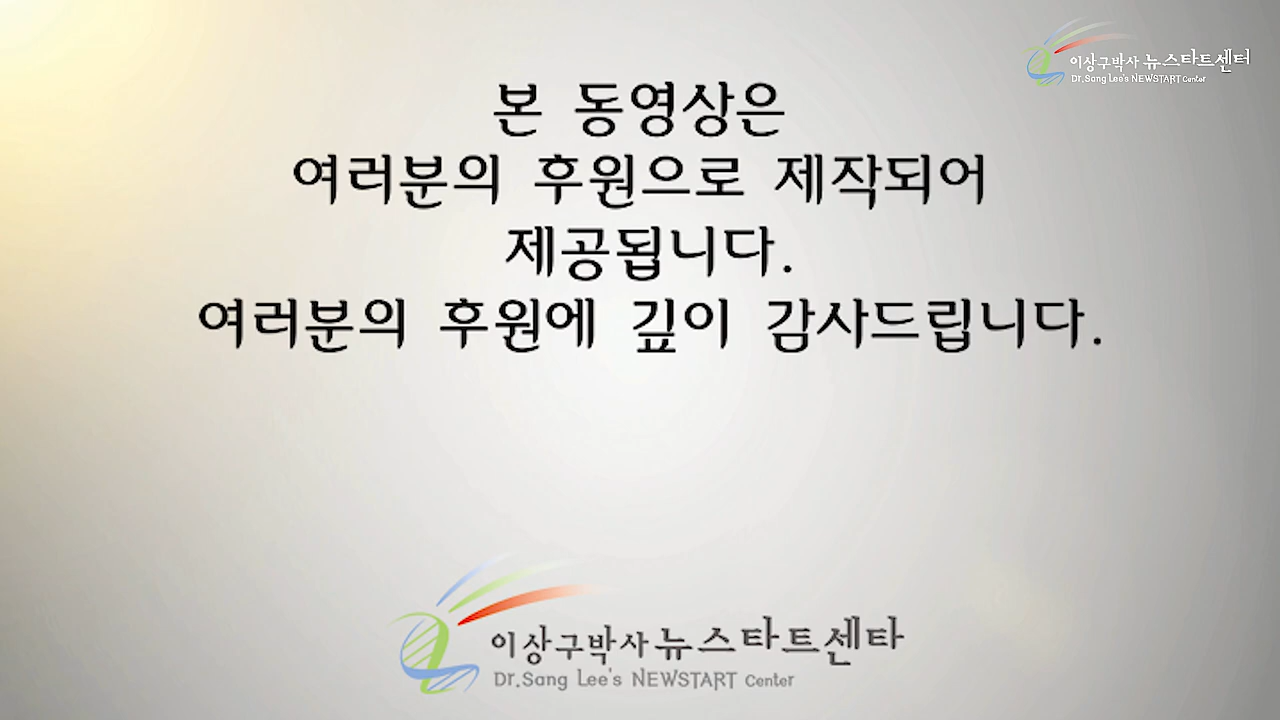 이상구박사 뉴스타트센터
Dr.Sang Lee's NEWSTART Center
본 동영상은
여러분의 후원으로 제작되어
제공됩니다.
여러분의 후원에 깊이 감사드립니다.
이상구박사 뉴스타트센타
Dr.Sang Lee's NEWSTART Center